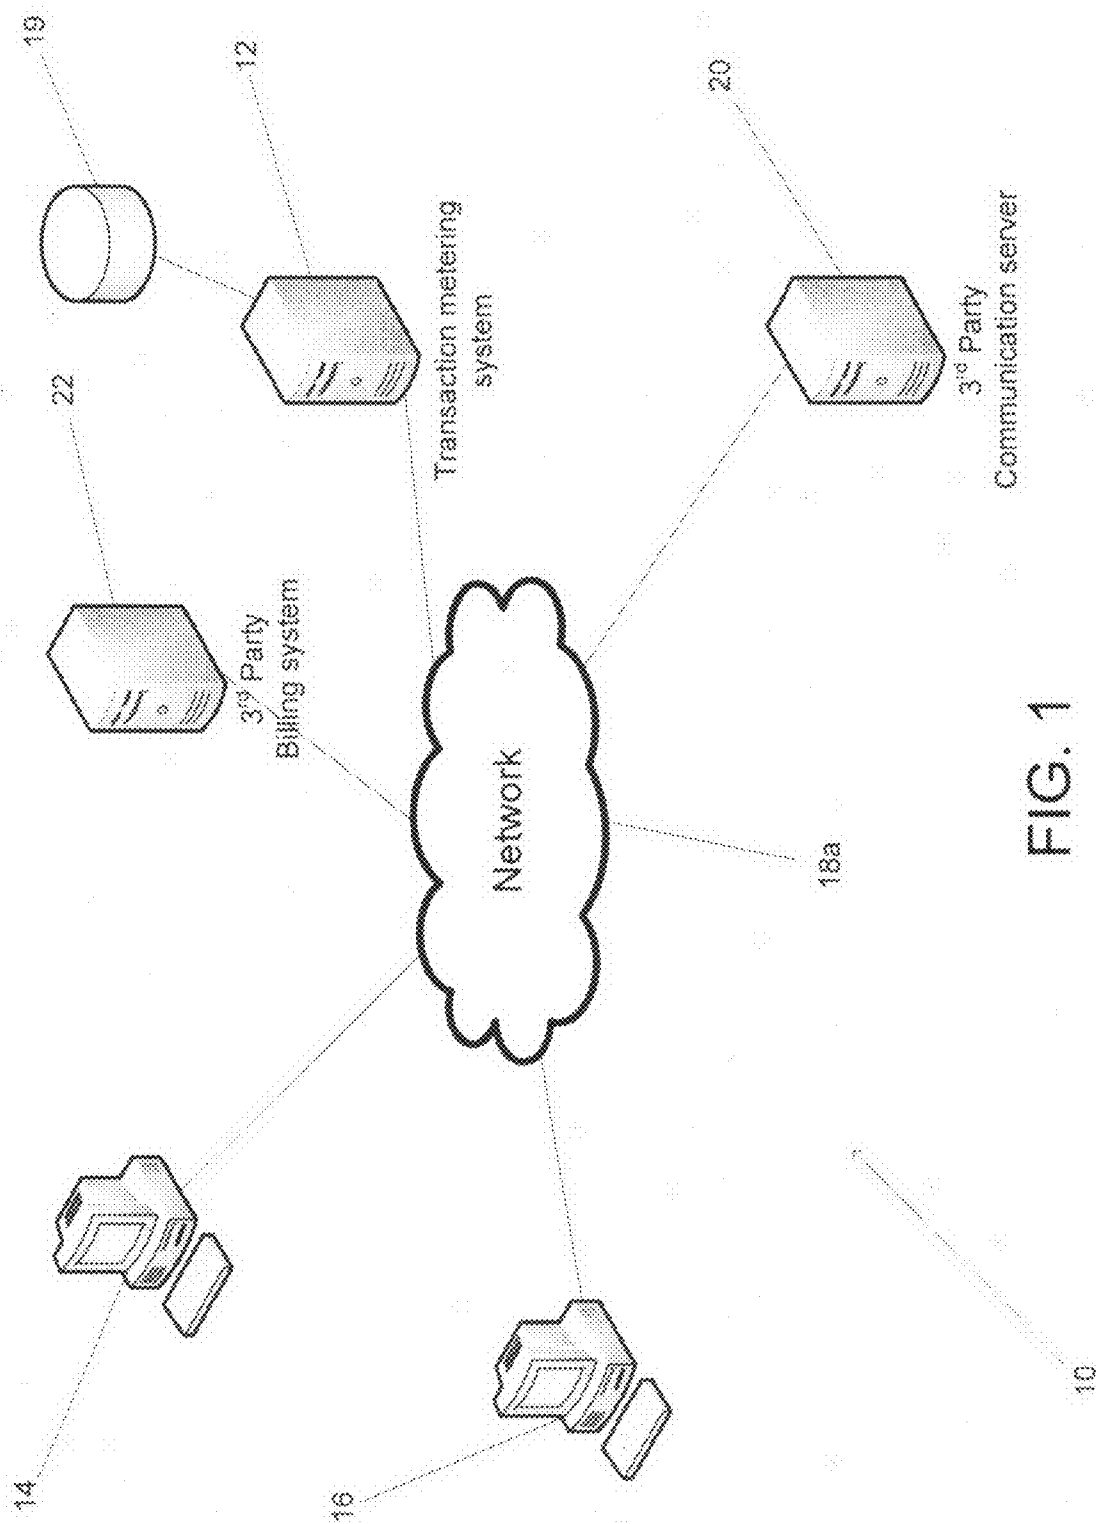 19
12
22
20
Transaction metering
system
3rd Party
Billing system
3rd Party
Communication server
Network
18a
14
16
10
FIG. 1